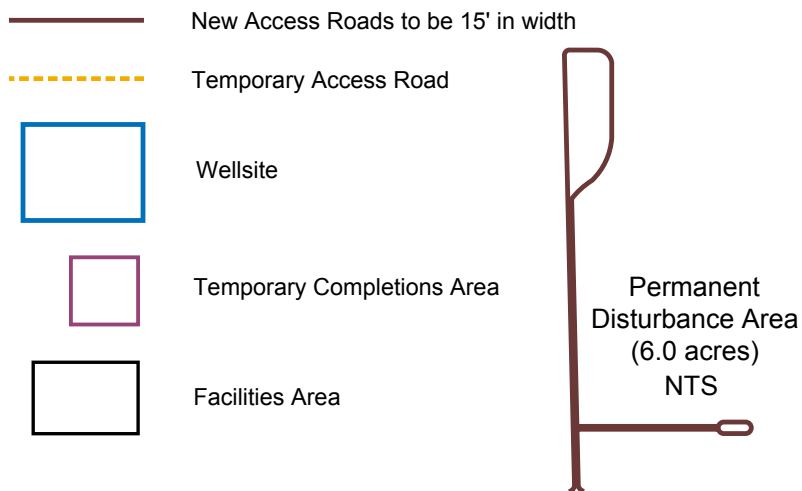 New Access Roads to be 15' in width
Temporary Access Road
Wellsite
Temporary Completions Area
Facilities Area
Permanent
Disturbance Area
(6.0 acres)
NTS